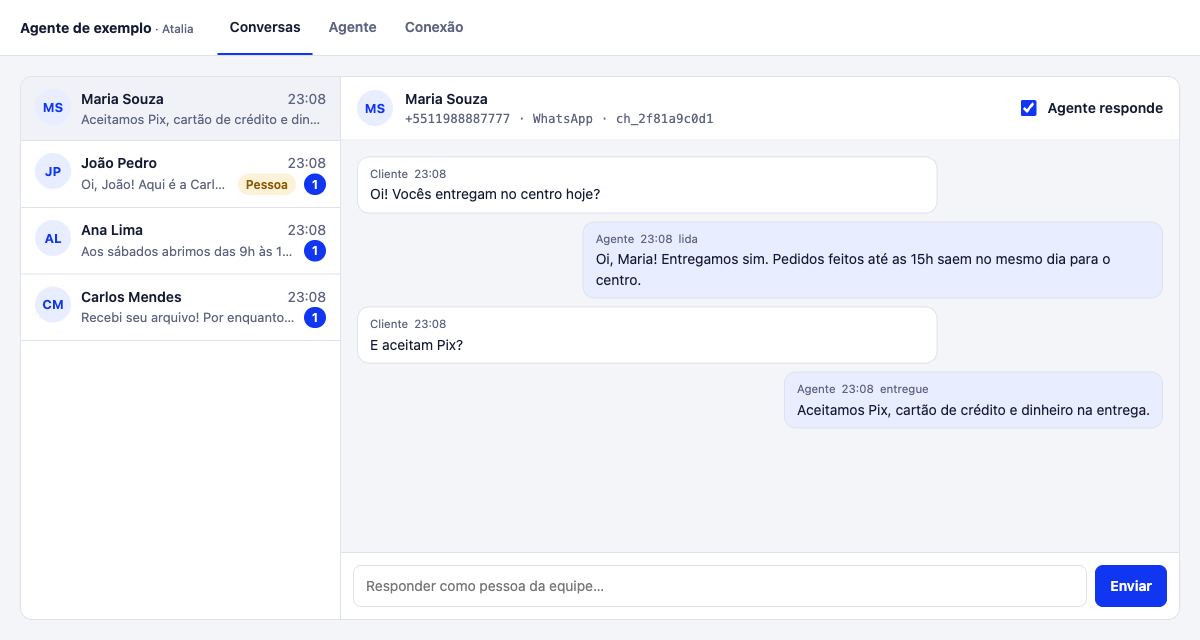 Agente de exemplo · Atalia
Conversas
Agente
Conexão
MS
Maria Souza
23:08
Aceitamos Pix, cartão de crédito e din...
JP
João Pedro
23:08
Oi, João! Aqui é a Carl...
Pessoa
1
AL
Ana Lima
23:08
Aos sábados abrimos das 9h às 1...
1
CM
Carlos Mendes
23:08
Recebi seu arquivo! Por enquanto...
1
MS
Maria Souza
+5511988887777 · WhatsApp · ch_2f81a9c0d1
Agente responde
Cliente 23:08
Oi! Vocês entregam no centro hoje?
Agente 23:08 lida
Oi, Maria! Entregamos sim. Pedidos feitos até as 15h saem no mesmo dia para o
centro.
Cliente 23:08
E aceitam Pix?
Agente 23:08 entregue
Aceitamos Pix, cartão de crédito e dinheiro na entrega.
Responder como pessoa da equipe...
Enviar